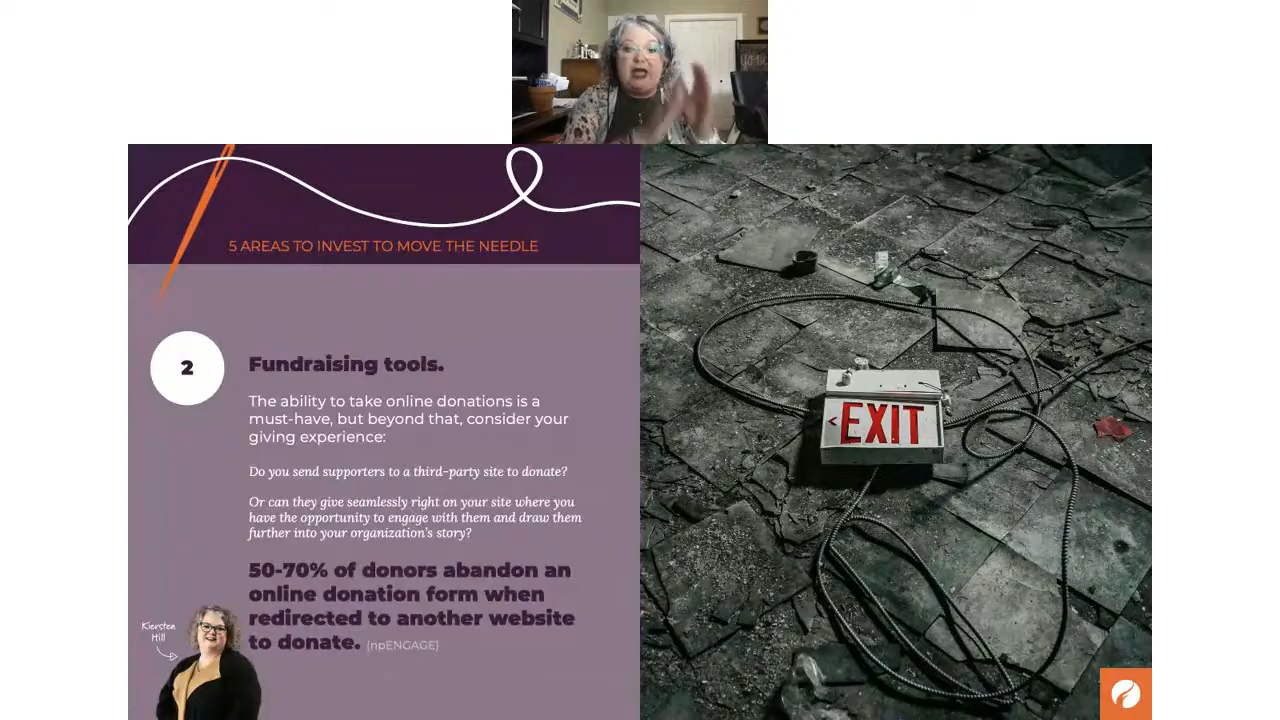 5 AREAS TO INVEST TO MOVE THE NEEDLE
2
Fundraising tools.
The ability to take online donations is a
must-have, but beyond that, consider your
giving experience:
Do you send supporters to a third-party site to donate?
Or can they give seamlessly right on your site where you
have the opportunity to engage with them and draw them
further into your organization's story?
50-70% of donors abandon an
online donation form when
redirected to another website
to donate. (npENGAGE)
Kiersten
Hill
<EXIT